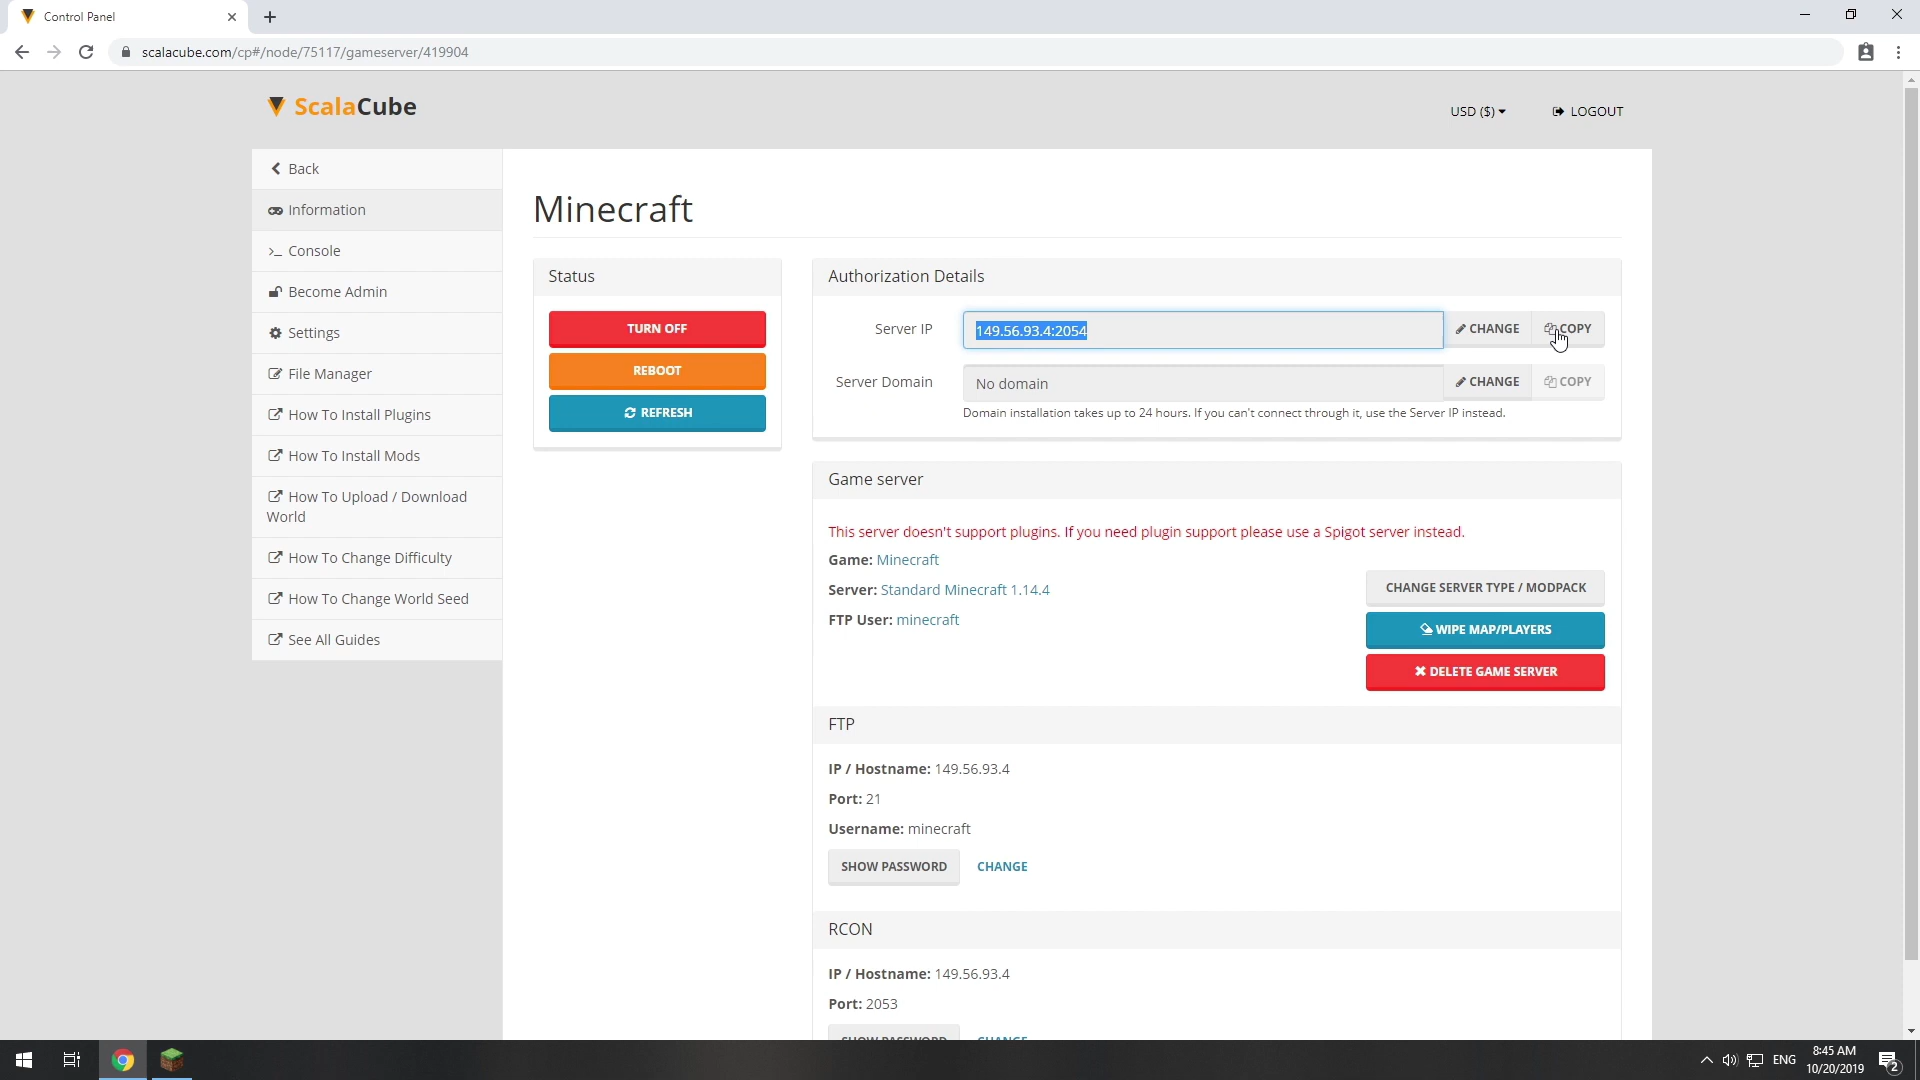 Control Panel
scalacube.com/cp#/node/75117/gameserver/419904
ScalaCube
USD ($)
LOGOUT
Back
Information
Console
Become Admin
Settings
File Manager
How To Install Plugins
How To Install Mods
How To Upload / Download
World
How To Change Difficulty
How To Change World Seed
See All Guides
Minecraft
Status
TURN OFF
REBOOT
REFRESH
Authorization Details
Server IP
149.56.93.4:2054
CHANGE
COPY
Server Domain
No domain
CHANGE
COPY
Domain installation takes up to 24 hours. If you can't connect through it, use the Server IP instead.
Game server
This server doesn't support plugins. If you need plugin support please use a Spigot server instead.
Game: Minecraft
Server: Standard Minecraft 1.14.4
FTP User: minecraft
CHANGE SERVER TYPE / MODPACK
WIPE MAP/PLAYERS
DELETE GAME SERVER
FTP
IP / Hostname: 149.56.93.4
Port: 21
Username: minecraft
SHOW PASSWORD
CHANGE
RCON
IP / Hostname: 149.56.93.4
Port: 2053
SHOW PASSWORD
CHANGE
ENG
8:45 AM
10/20/2019
2